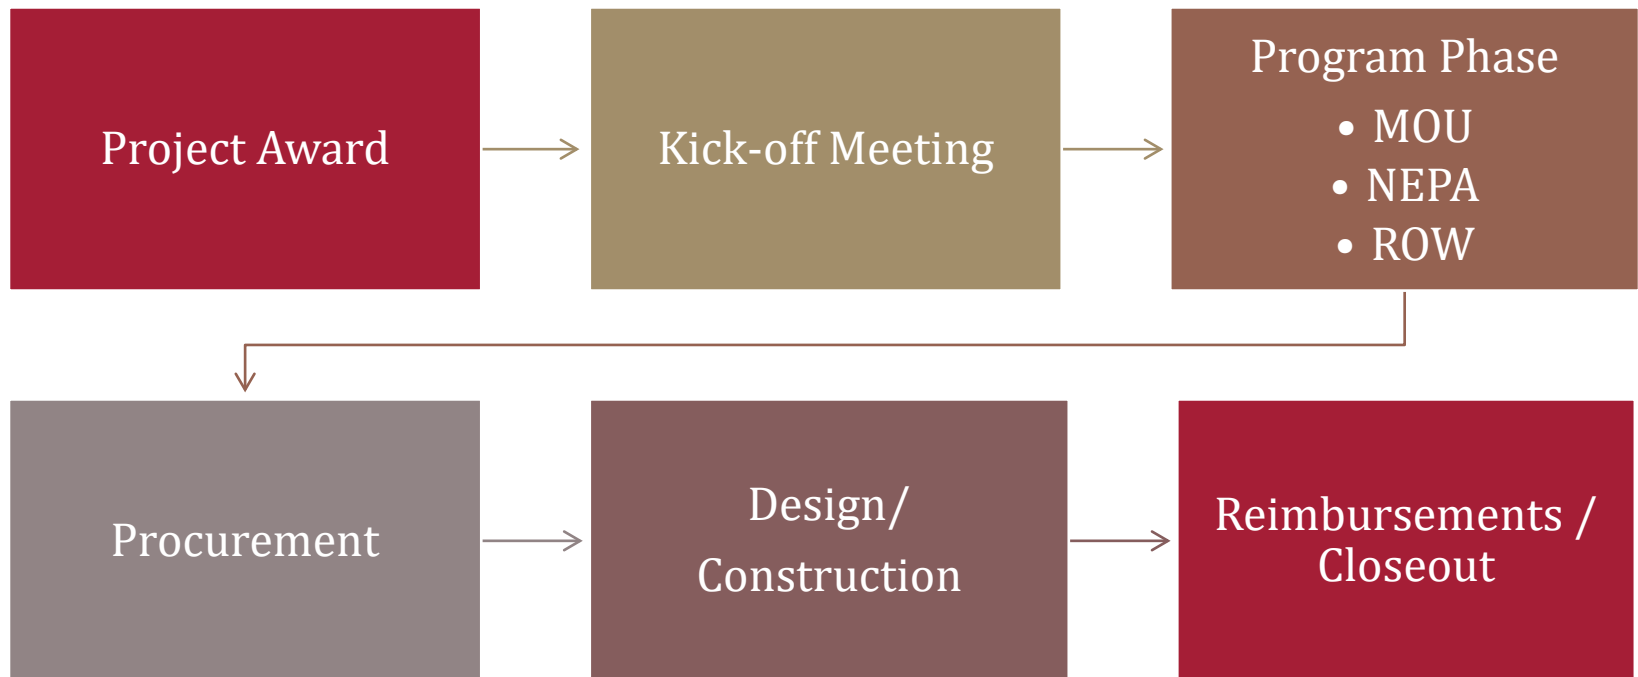 Project Award
Kick-off Meeting
Program Phase
• MOU
• NEPA
• ROW
Procurement
Design/
Construction
Reimbursements /
Closeout